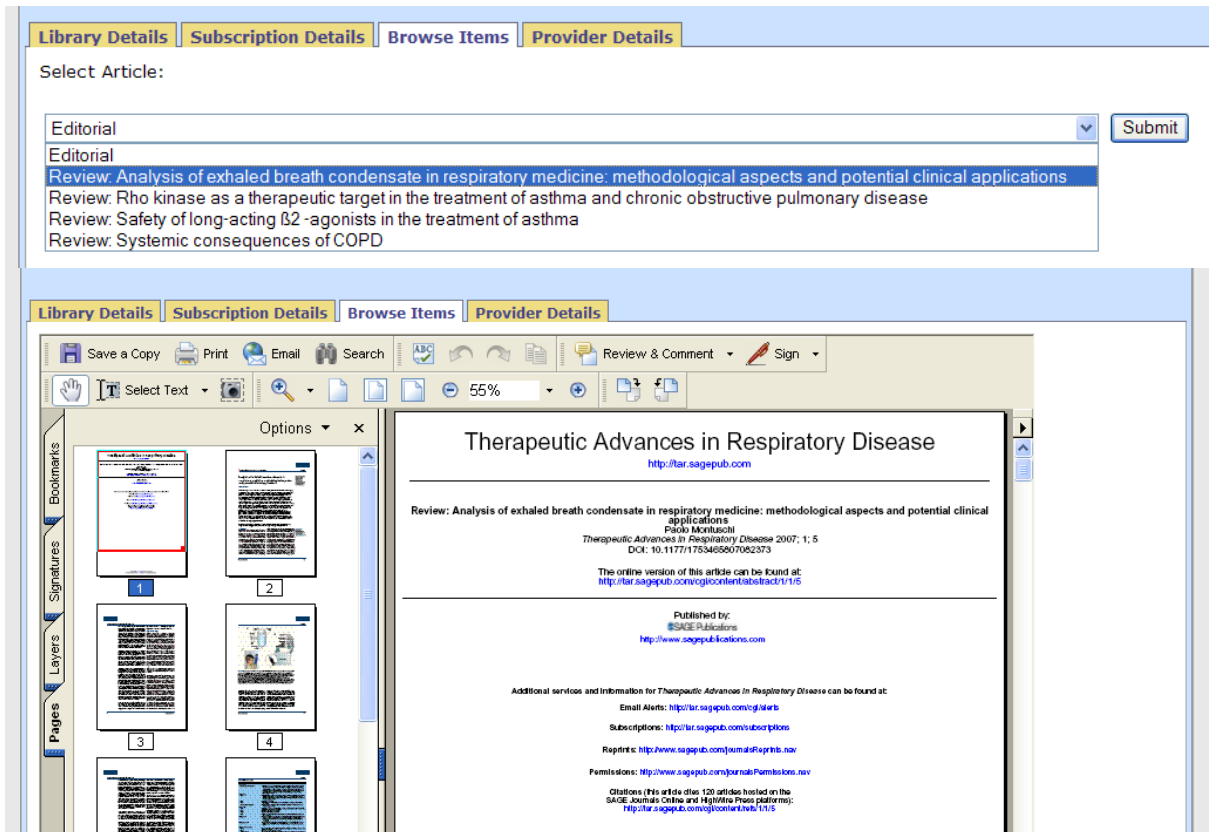 Library Details Subscription Details Browse Items Provider Details
Select Article:
Editorial Submit
Editorial
Review: Analysis of exhaled breath condensate in respiratory medicine: methodological aspects and potential clinical applications
Review: Rho kinase as a therapeutic target in the treatment of asthma and chronic obstructive pulmonary disease
Review: Safety of long-acting ß2 -agonists in the treatment of asthma
Review: Systemic consequences of COPD
Library Details Subscription Details Browse Items Provider Details
Save a Copy Print Email Search ABC Review & Comment Sign
Select Text 55%
Options x
Bookmarks
Signatures
Layers
Pages
1 2
3 4
Therapeutic Advances in Respiratory Disease
http://tar.sagepub.com
Review: Analysis of exhaled breath condensate in respiratory medicine: methodological aspects and potential clinical
applications
Paolo Montuschi
Therapeutic Advances in Respiratory Disease 2007; 1; 5
DOI: 10.1177/1753465807082373
The online version of this article can be found at:
http://tar.sagepub.com/cgi/content/abstract/1/1/5
Published by:
SAGE Publications
http://www.sagepublications.com
Additional services and information for Therapeutic Advances in Respiratory Disease can be found at:
Email Alerts: http://tar.sagepub.com/cgi/alerts
Subscriptions: http://tar.sagepub.com/subscriptions
Reprints: http://www.sagepub.com/journalsReprints.nav
Permissions: http://www.sagepub.com/journalsPermissions.nav
Citations (this article cites 120 articles hosted on the
SAGE Journals Online and HighWire Press platforms):
http://tar.sagepub.com/cgi/content/refs/1/1/5